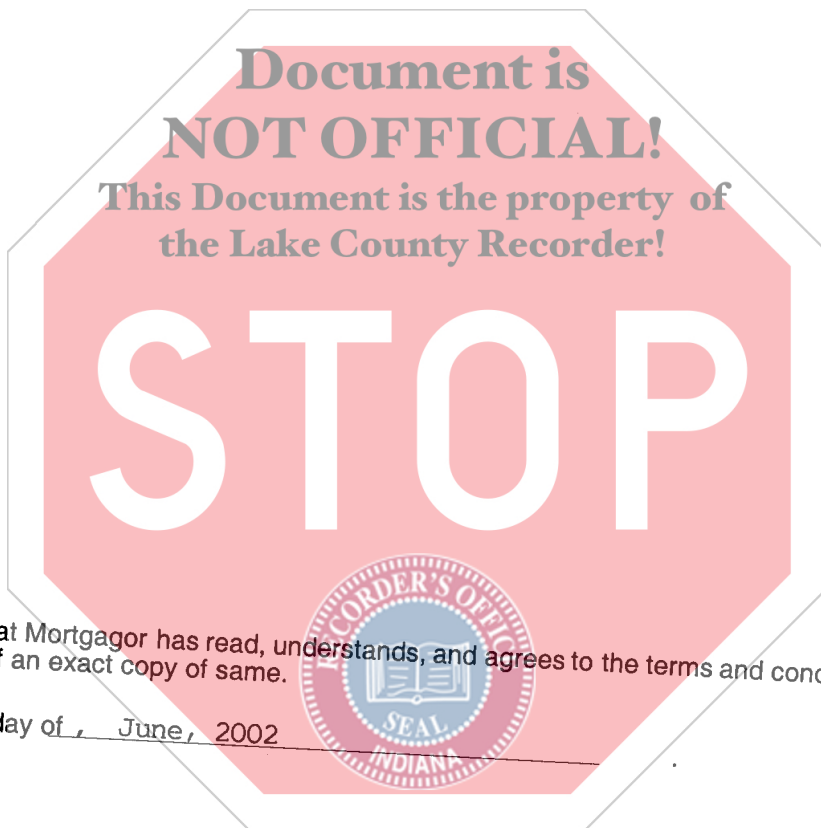 Document is
NOT OFFICIAL!
This Document is the property of
the Lake County Recorder!
STOP
RECORDER'S OFFICE
at Mortgagor has read, understands, and agrees to the terms and cond
f an exact copy of same.
day of , June, 2002 .
SEAL
INDIANA